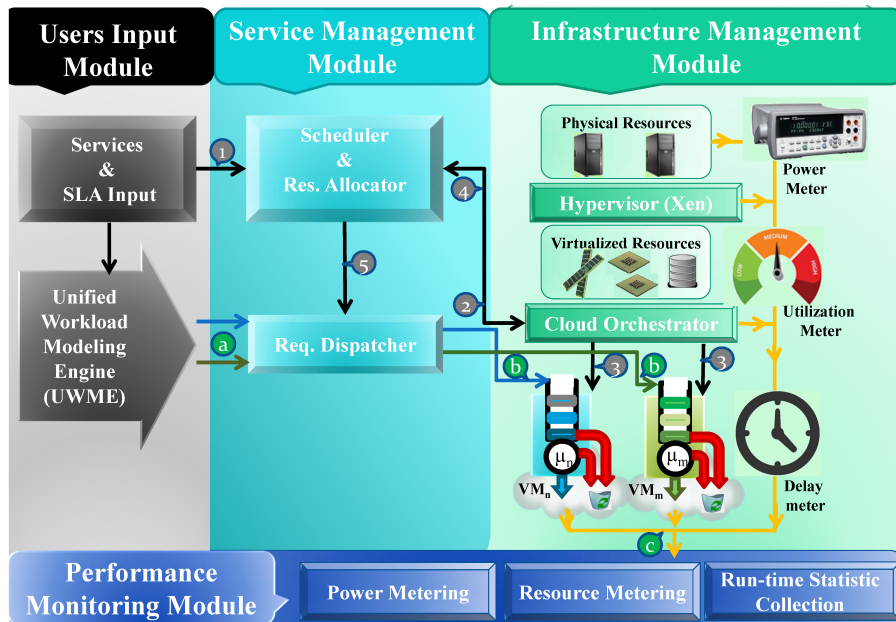 Users Input
Module
Service Management
Module
Infrastructure Management
Module
Services
&
SLA Input
1
Scheduler
&
Res. Allocator
4
Physical Resources
Power
Meter
Hypervisor (Xen)
Virtualized Resources
LOW
MEDIUM
HIGH
Utilization
Meter
5
2
Cloud Orchestrator
Unified
Workload
Modeling
Engine
(UWME)
a
Req. Dispatcher
b
3
b
3
μn
μm
VMn
VMm
Delay
meter
c
Performance
Monitoring Module
Power Metering
Resource Metering
Run-time Statistic
Collection